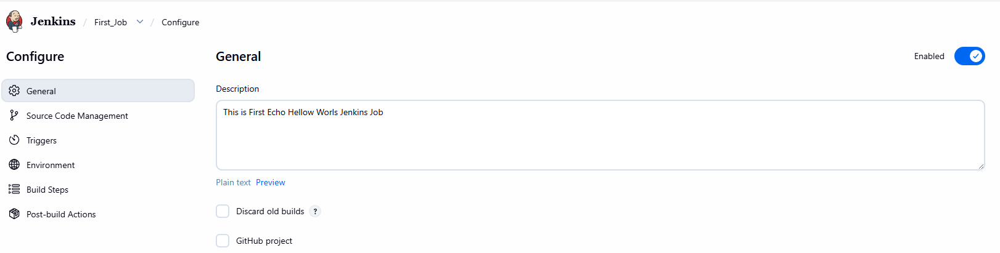 Jenkins / First_Job / Configure
Configure
General
Source Code Management
Triggers
Environment
Build Steps
Post-build Actions
General
Enabled
Description
This is First Echo Hellow Worls Jenkins Job
Plain text Preview
Discard old builds ?
GitHub project